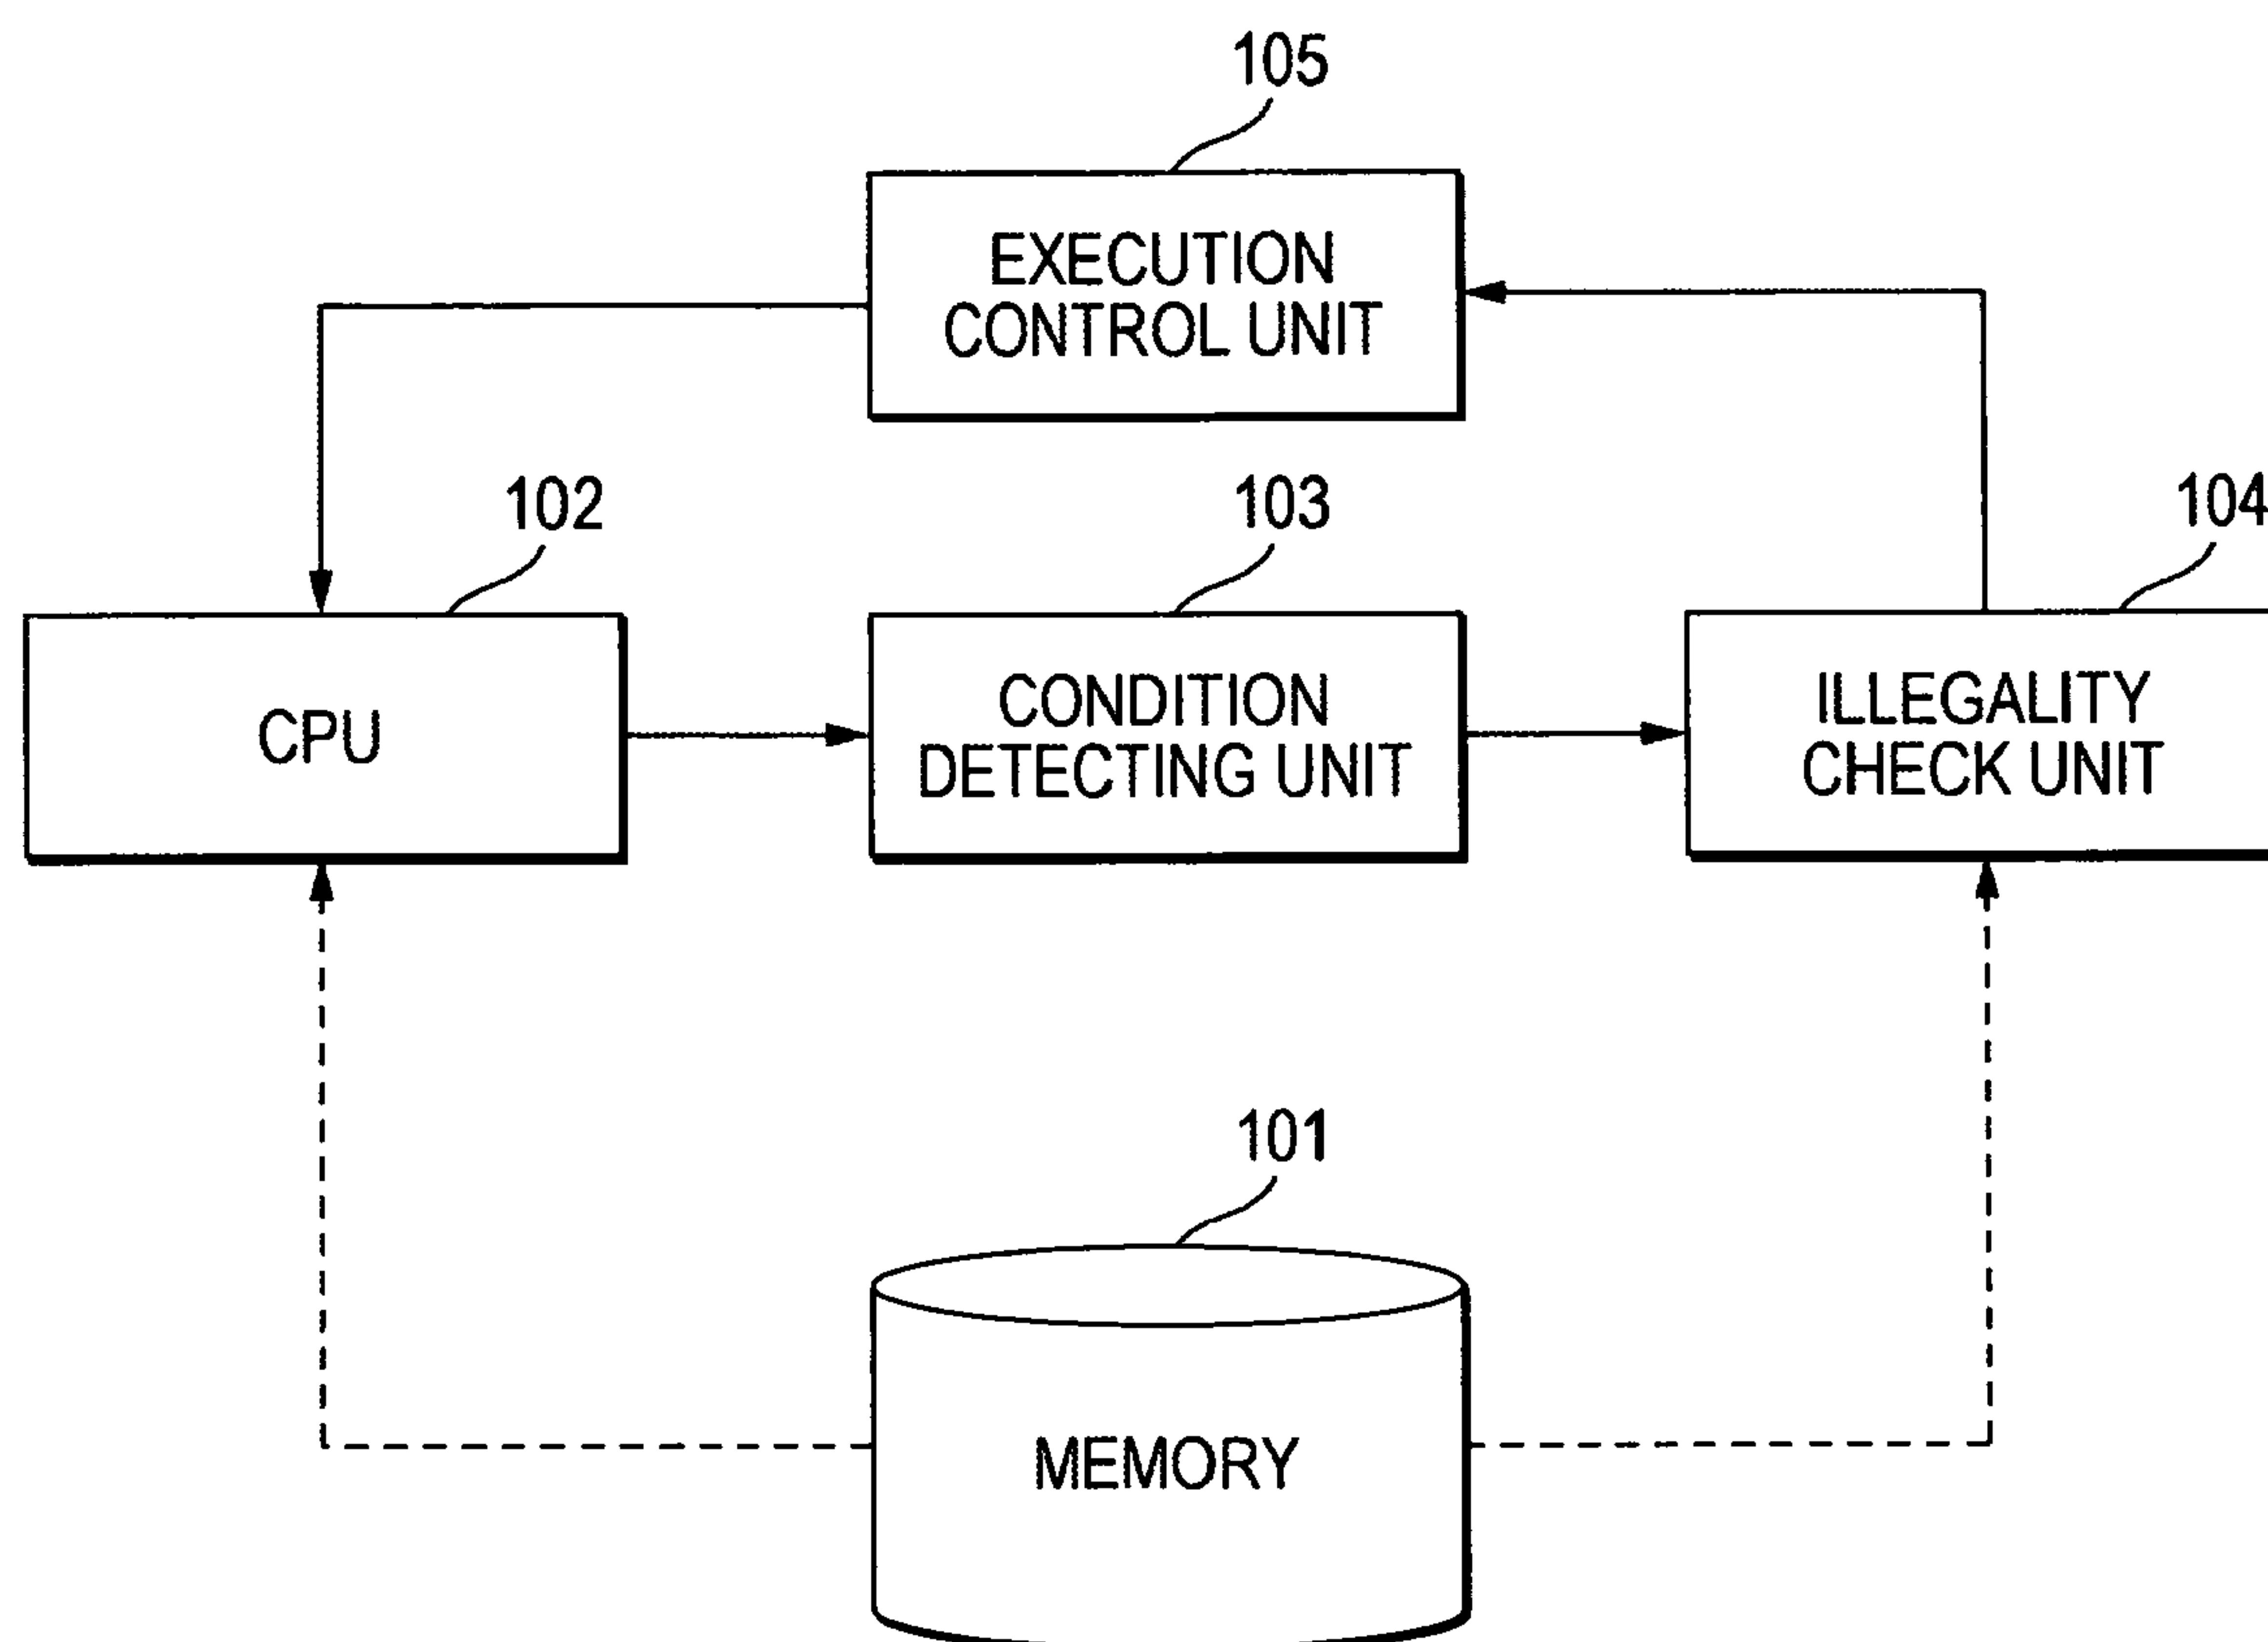 105
EXECUTION
CONTROL UNIT
102
103
104
CPU
CONDITION
DETECTING UNIT
ILLEGALITY
CHECK UNIT
101
MEMORY